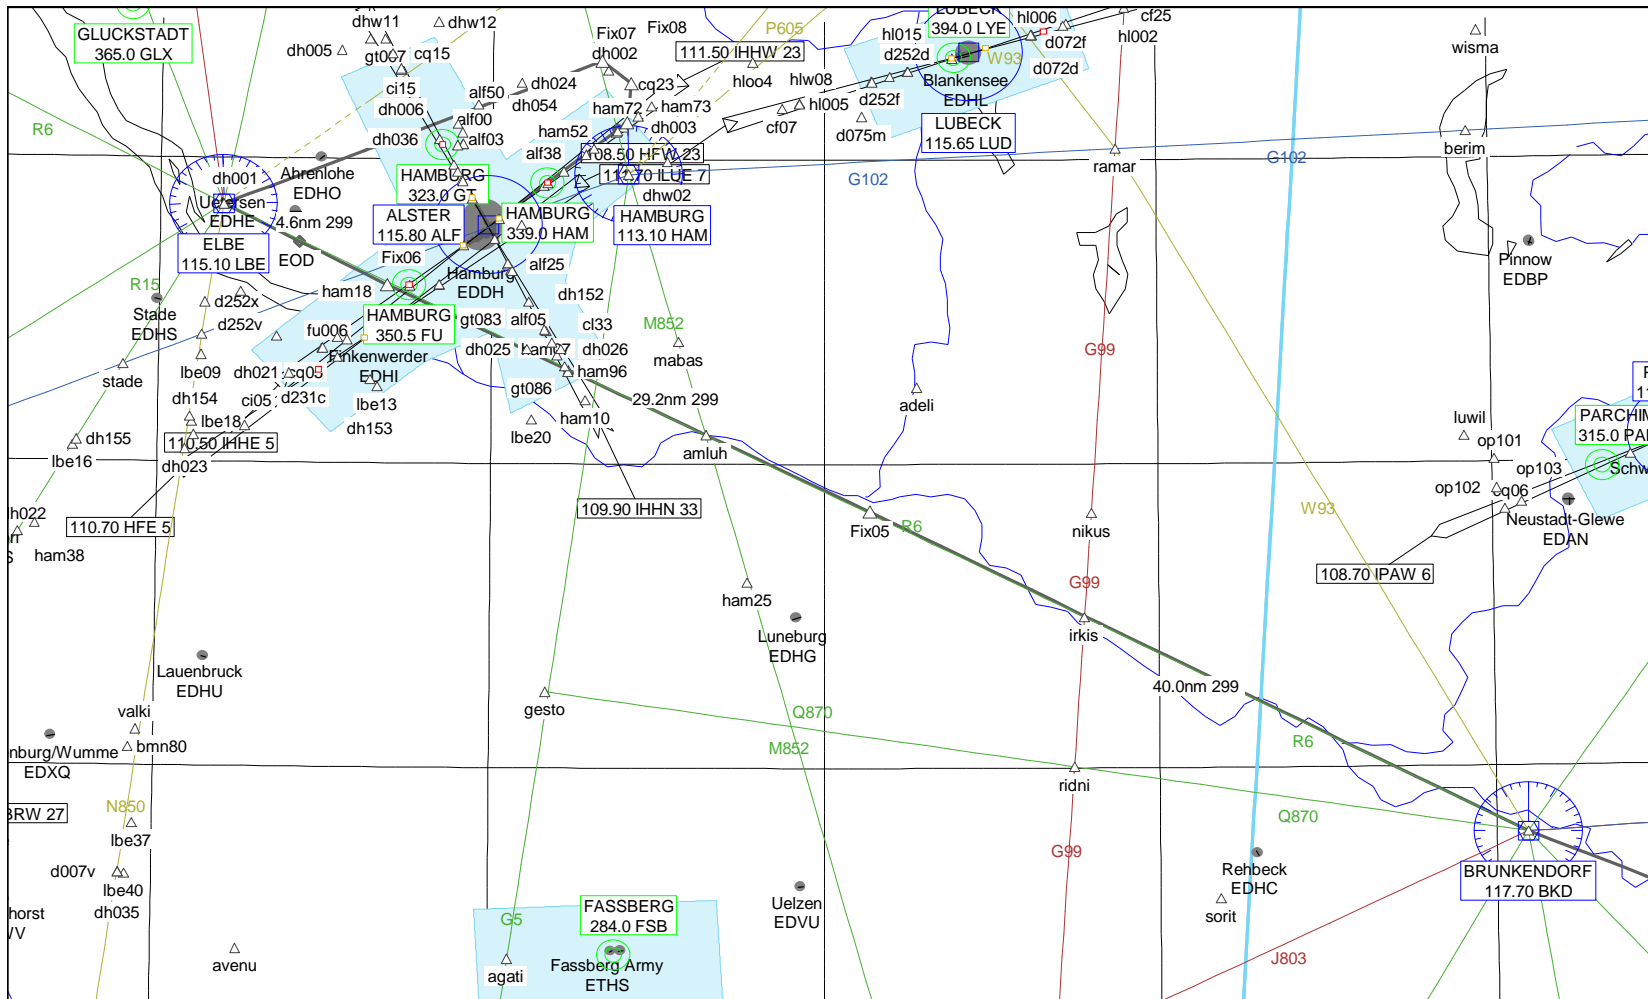 GLUCKSTADT
365.0 GLX
dhw11
dhw12
dh005
gt007
cq15
ci15
dh006
alf50
dh024
dh054
Fix07
dh002
Fix08
P605
111.50 IHHW 23
cq23
hloo4
hlw08
hl005
cf07
LUBECK
394.0 LYE
hl015
d252d
hl006
d072f
d072d
cf25
hl002
W93
wisma
Blankensee
EDHL
d252f
d075m
LUBECK
115.65 LUD
R6
dh036
alf00
alf03
ham72
ham73
ham52
dh003
alf38
108.50 HFW 23
dhw02
G102
G102
ramar
berim
dh001
Ahrenlohe
EDHO
Uetersen
EDHE
4.6nm 299
ELBE
115.10 LBE
EOD
HAMBURG
323.0 GT
ALSTER
115.80 ALF
HAMBURG
339.0 HAM
HAMBURG
113.10 HAM
Fix06
Hamburg
EDDH
alf25
Pinnow
EDBP
R15
Stade
EDHS
d252x
d252v
ham18
HAMBURG
350.5 FU
fu006
gt083
alf05
dh152
cl33
M852
mabas
Finkenwerder
EDHI
dh025
dh026
ham96
gt086
G99
stade
lbe09
dh021
cq05
d231c
ci05
lbe13
dh153
dh154
lbe18
110.50 IHHE 5
29.2nm 299
ham10
lbe20
amluh
adeli
luwil
op101
op103
op102
cq06
PARCHIM
dh155
lbe16
dh023
110.70 HFE 5
ham38
109.90 IHHN 33
Fix05
R6
nikus
W93
Neustadt-Glewe
EDAN
108.70 IPAW 6
G99
ham25
Luneburg
EDHG
irkis
Lauenbruck
EDHU
40.0nm 299
gesto
Q870
M852
R6
valki
bmn80
EDXQ
ridni
N850
lbe37
Q870
G99
d007v
lbe40
dh035
Rehbeck
EDHC
sorit
BRUNKENDORF
117.70 BKD
Uelzen
EDVU
FASSBERG
284.0 FSB
G5
avenu
agati
Fassberg Army
ETHS
J803